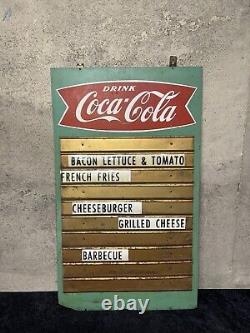 DRINK
Coca-Cola
BACON LETTUCE & TOMATO
FRENCH FRIES
CHEESEBURGER
GRILLED CHEESE
BARBECUE